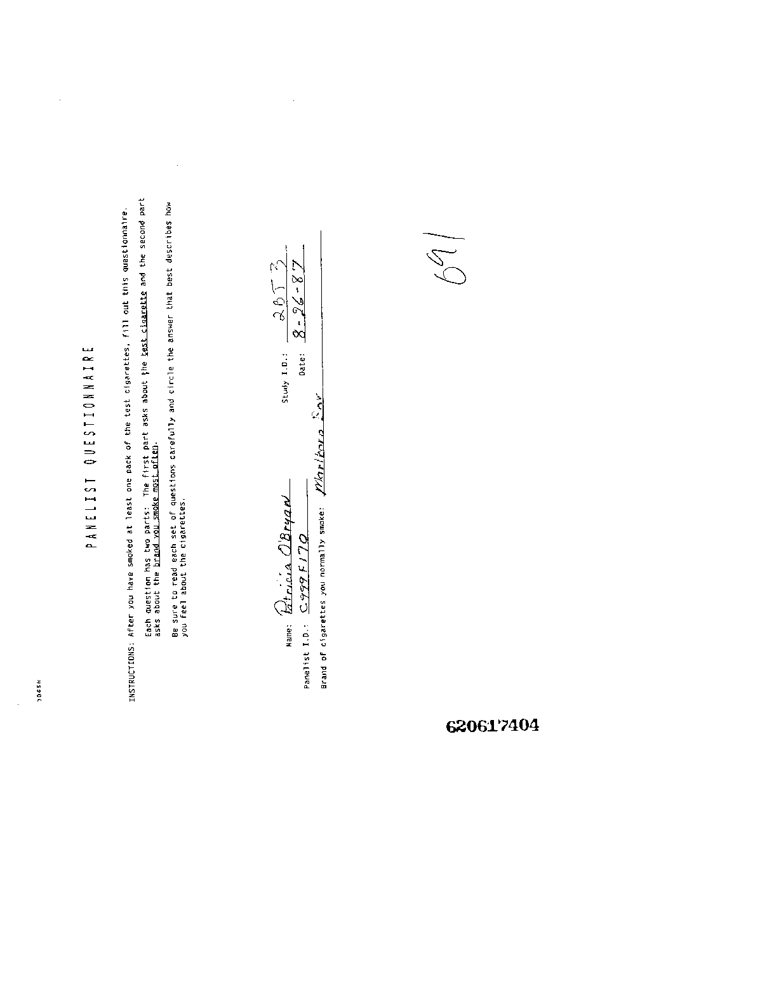 PANELIST QUESTIONNAIRE
INSTRUCTIONS: After you have smoked at least one pack of the test cigarettes, fill out this questionnaire.
Each question has two parts: The first part asks about the test cigarette and the second part
asks about the brand you smoke most often.
Be sure to read each set of questions carefully and circle the answer that best describes how
you feel about the cigarettes.
Name: Patricia O'Bryan Study I.D.: 2BT3
Panelist I.D.: C999F170 Date: 8-26-87
Brand of cigarettes you normally smoke: Marlboro
691
620617404